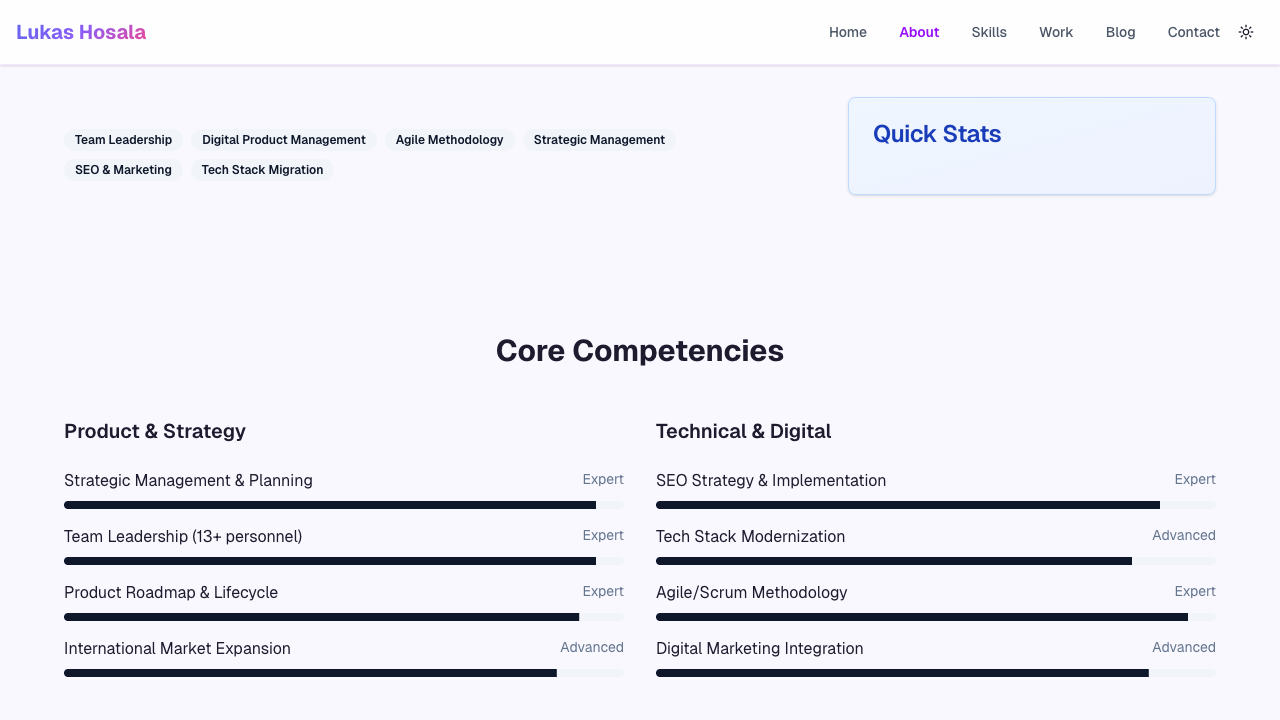 Lukas Hosala
Home About Skills Work Blog Contact
Team Leadership Digital Product Management Agile Methodology Strategic Management
SEO & Marketing Tech Stack Migration
Quick Stats
Core Competencies
Product & Strategy
Strategic Management & Planning Expert
Team Leadership (13+ personnel) Expert
Product Roadmap & Lifecycle Expert
International Market Expansion Advanced
Technical & Digital
SEO Strategy & Implementation Expert
Tech Stack Modernization Advanced
Agile/Scrum Methodology Expert
Digital Marketing Integration Advanced